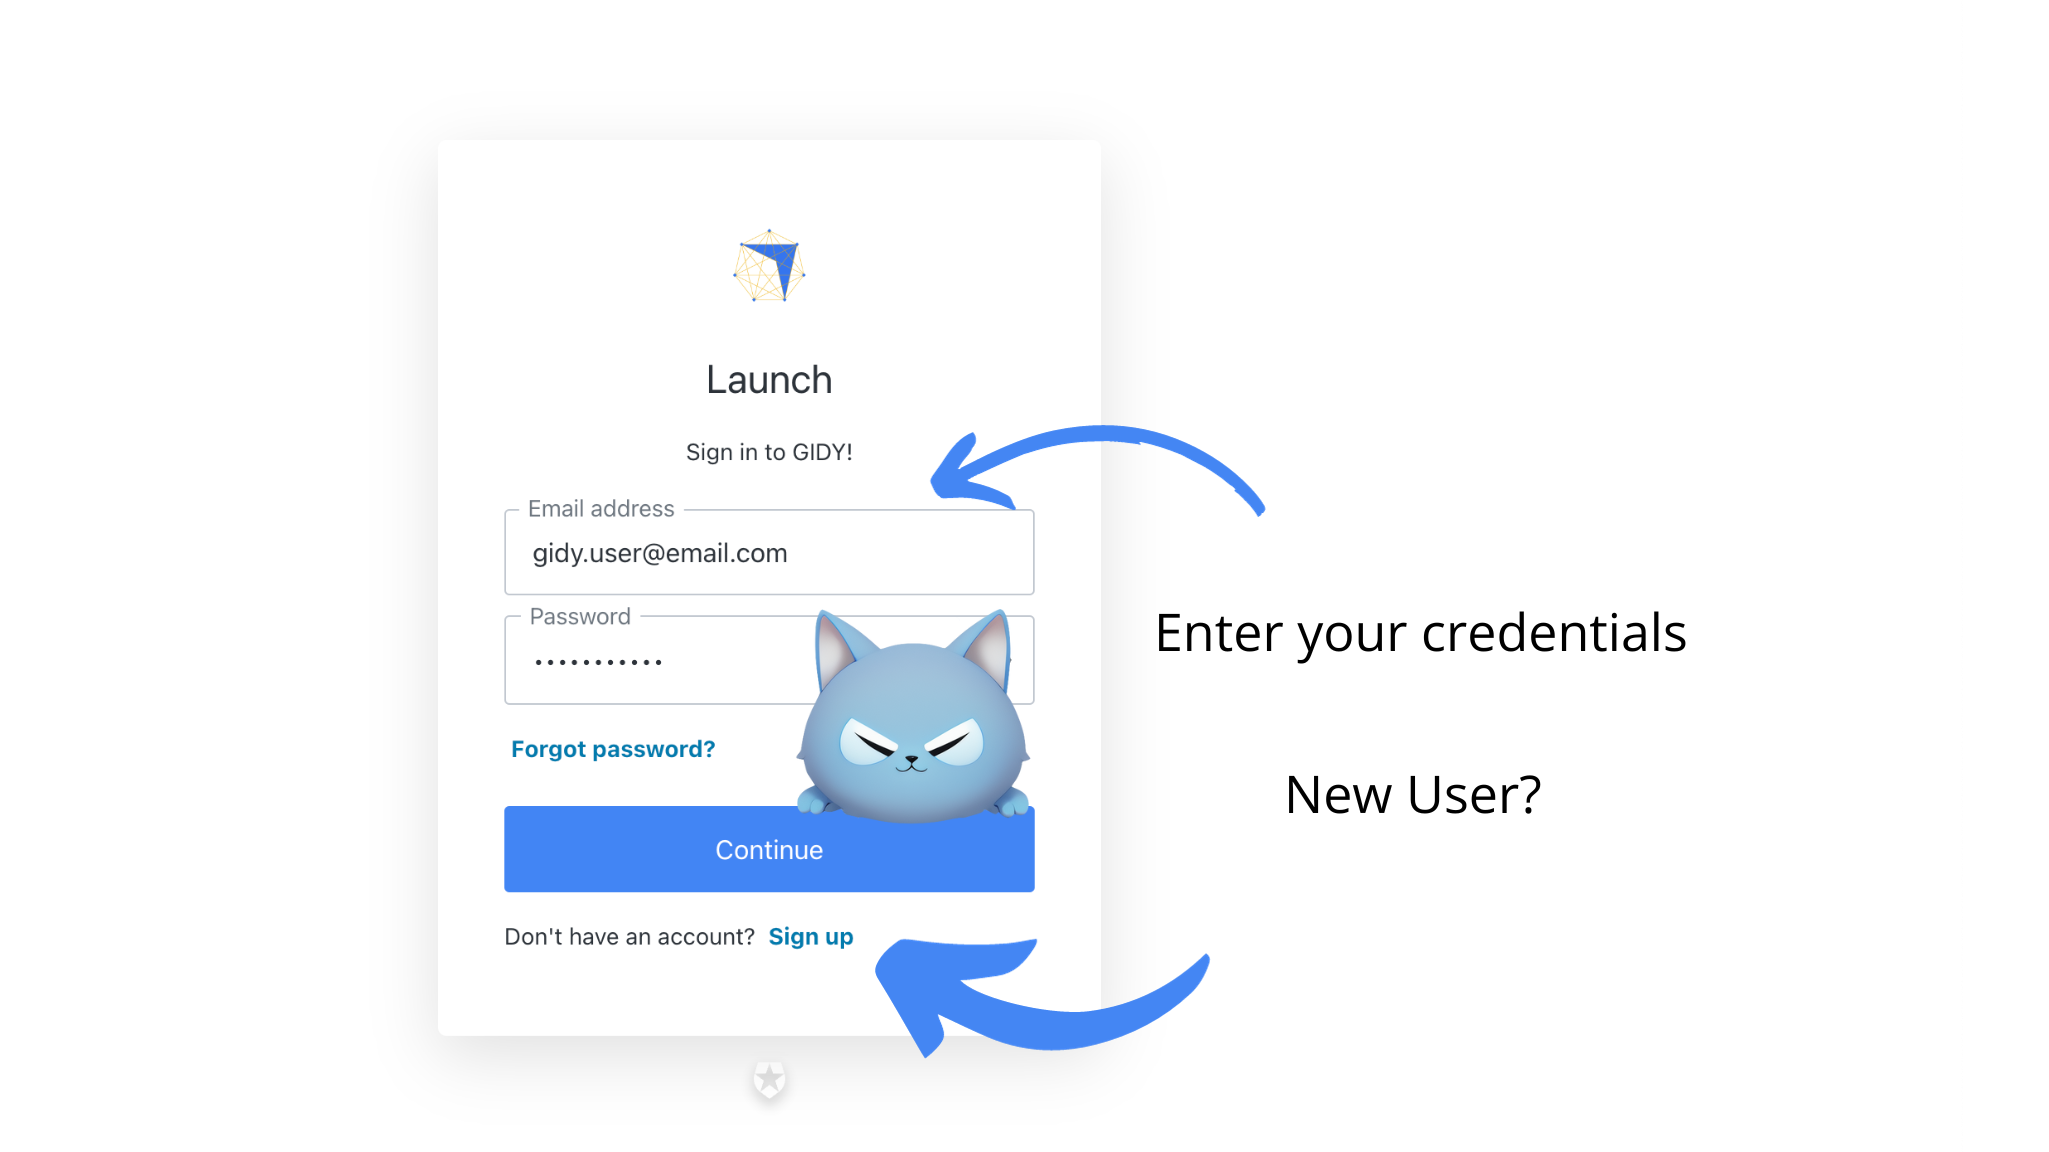 Launch
Sign in to GIDY!
Email address
gidy.user@email.com
Password
•••••••••••
Forgot password?
Continue
Don't have an account? Sign up
Enter your credentials
New User?